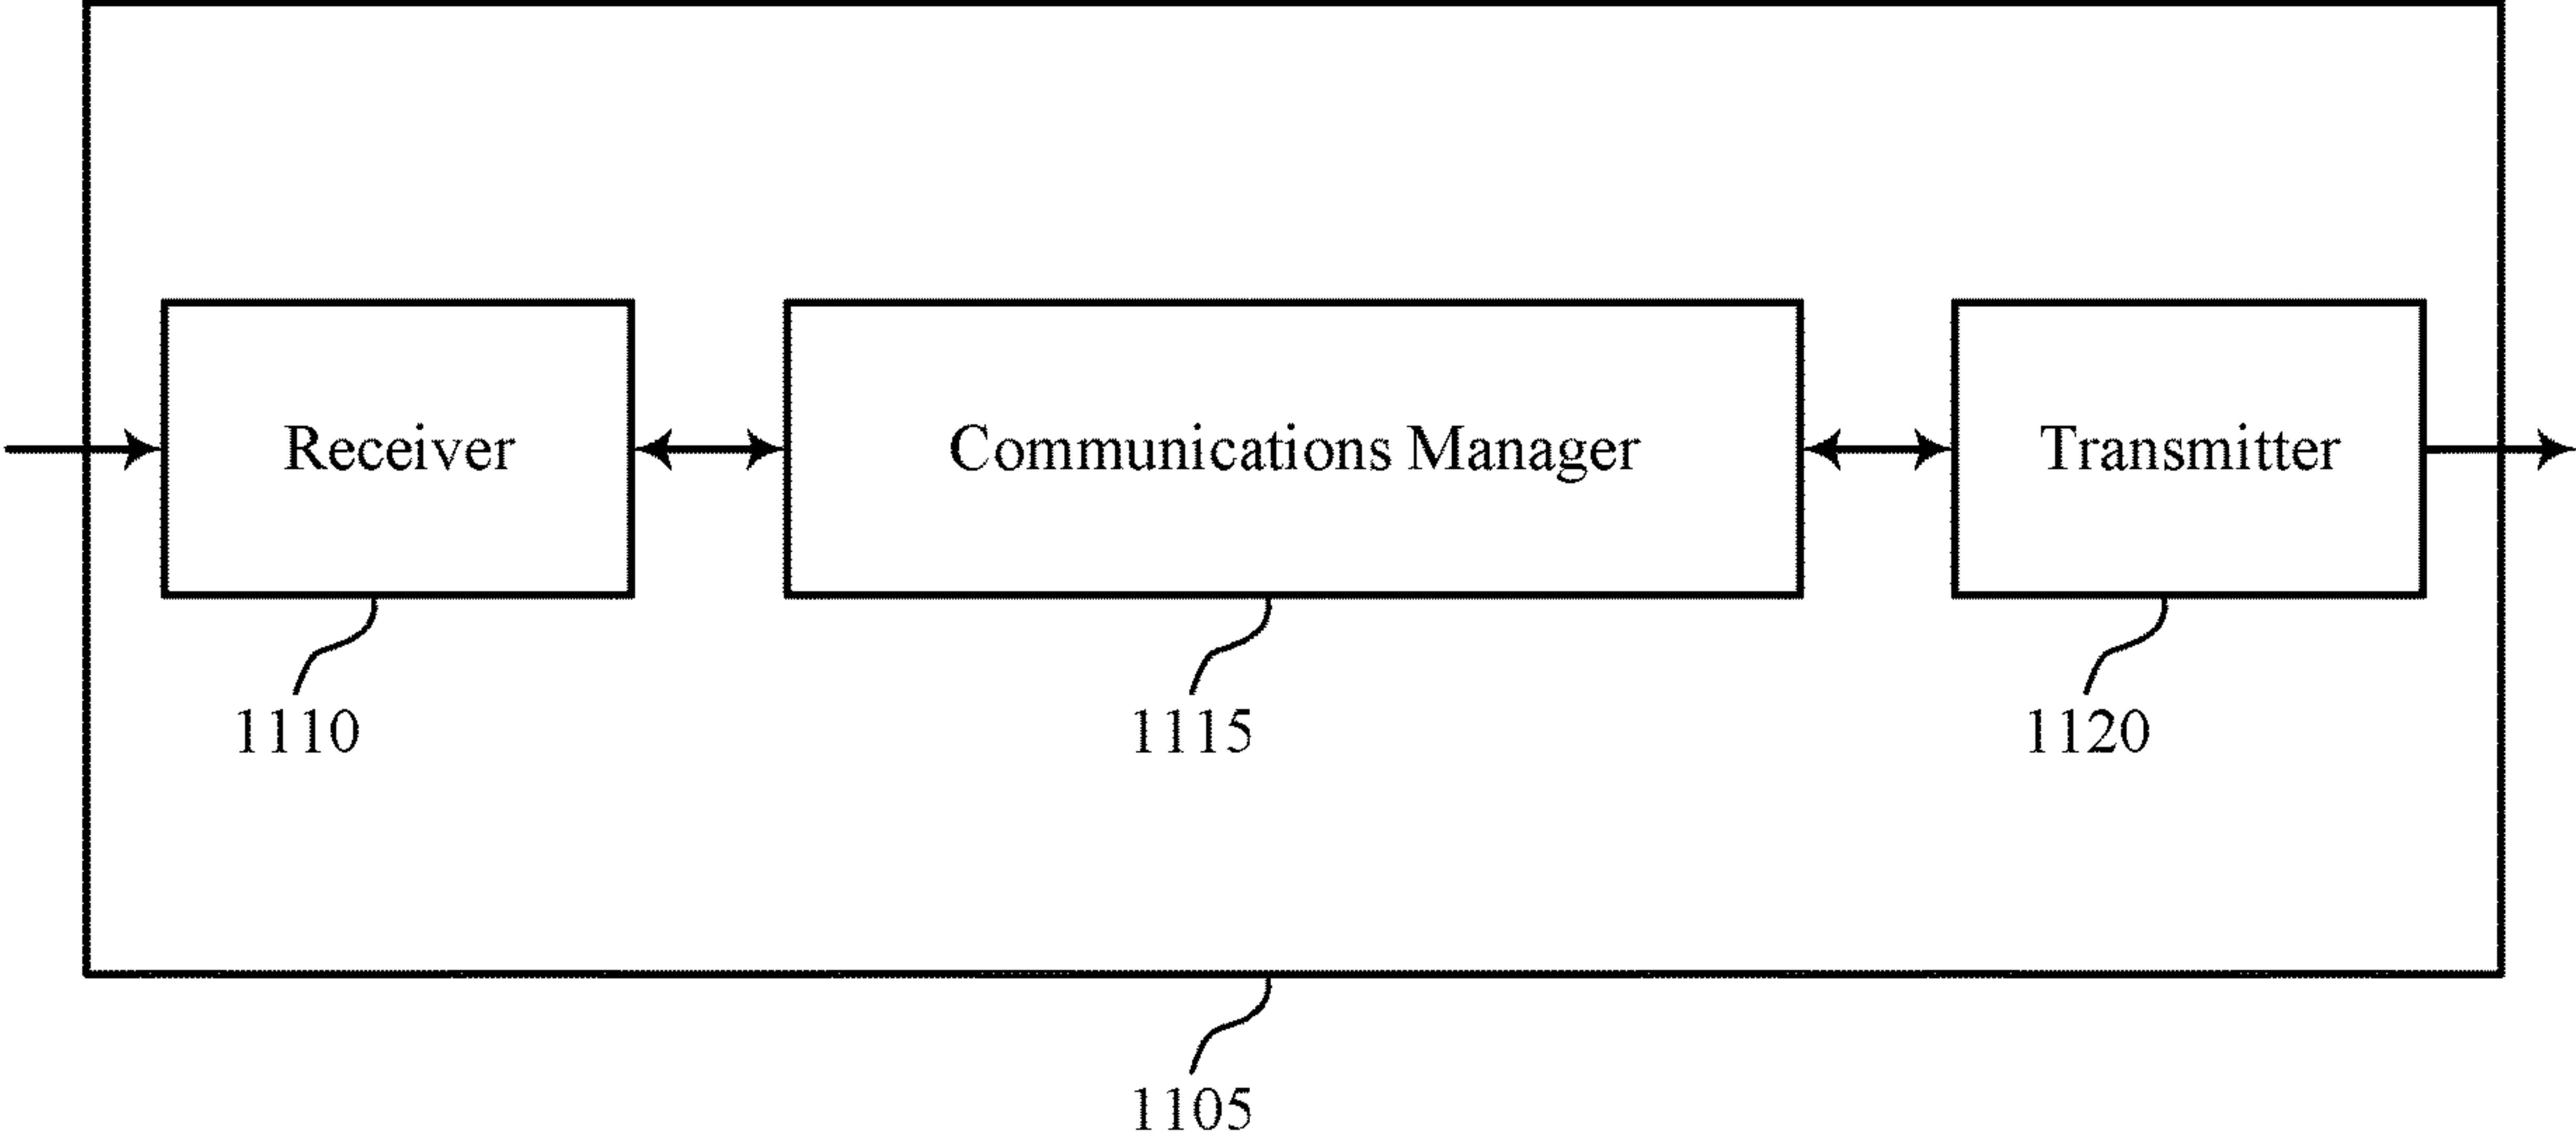 Receiver
Communications Manager
Transmitter
1110
1115
1120
1105